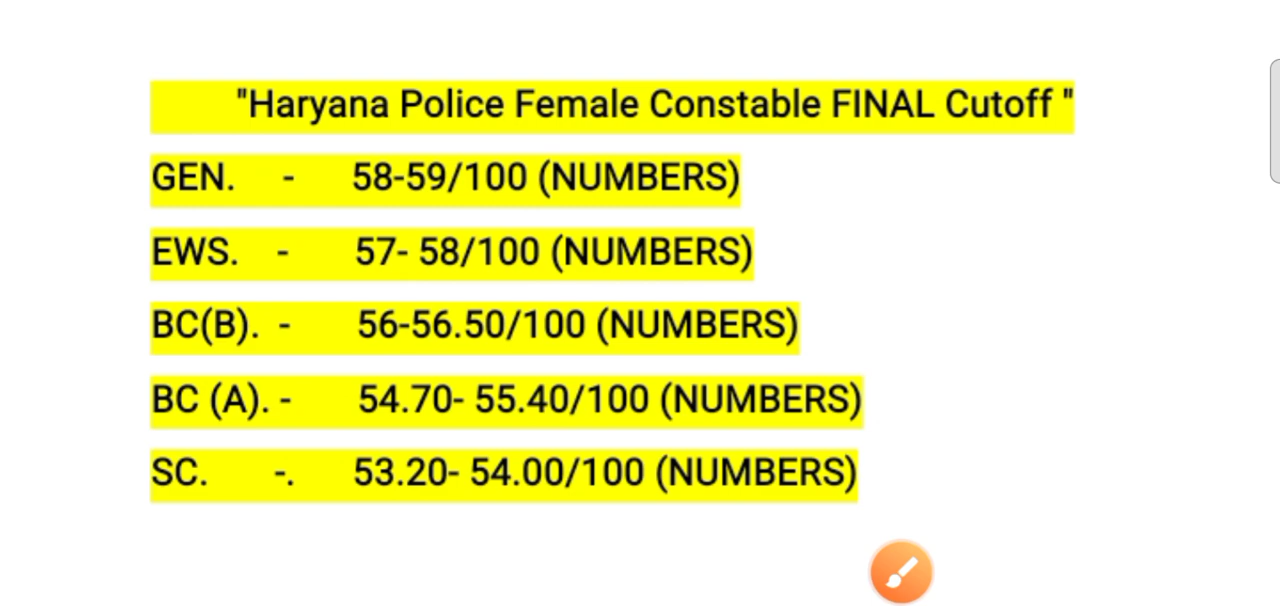 "Haryana Police Female Constable FINAL Cutoff "
GEN. - 58-59/100 (NUMBERS)
EWS. - 57- 58/100 (NUMBERS)
BC(B). - 56-56.50/100 (NUMBERS)
BC (A). - 54.70- 55.40/100 (NUMBERS)
SC. -. 53.20- 54.00/100 (NUMBERS)